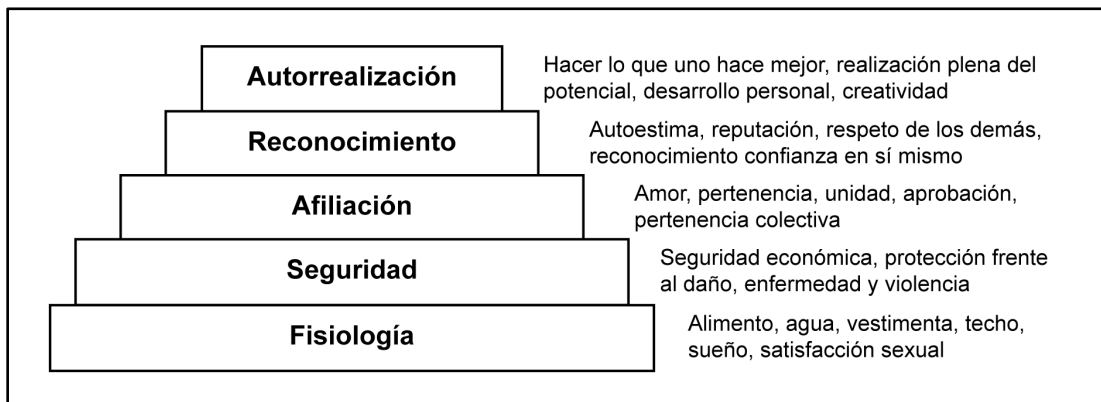 Autorrealización
Hacer lo que uno hace mejor, realización plena del
potencial, desarrollo personal, creatividad
Reconocimiento
Autoestima, reputación, respeto de los demás,
reconocimiento confianza en sí mismo
Afiliación
Amor, pertenencia, unidad, aprobación,
pertenencia colectiva
Seguridad
Seguridad económica, protección frente
al daño, enfermedad y violencia
Fisiología
Alimento, agua, vestimenta, techo,
sueño, satisfacción sexual